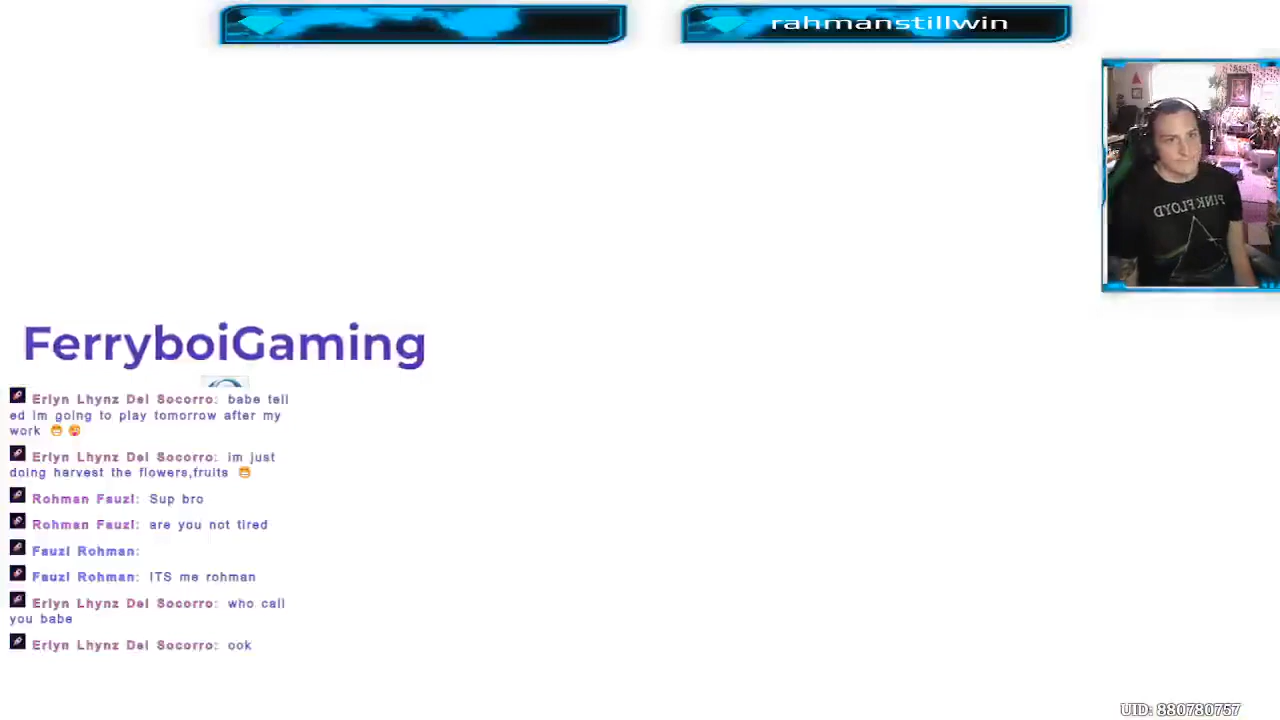 rahmanstillwin
PINK FLOYD
FerryboiGaming
Erlyn Lhynz Del Socorro: babe tell
ed im going to play tomorrow after my
work 😁 🥵
Erlyn Lhynz Del Socorro: im just
doing harvest the flowers,fruits 😁
Rohman Fauzi: Sup bro
Rohman Fauzi: are you not tired
Fauzi Rohman:
Fauzi Rohman: ITS me rohman
Erlyn Lhynz Del Socorro: who call
you babe
Erlyn Lhynz Del Socorro: ook
UID: 880780757